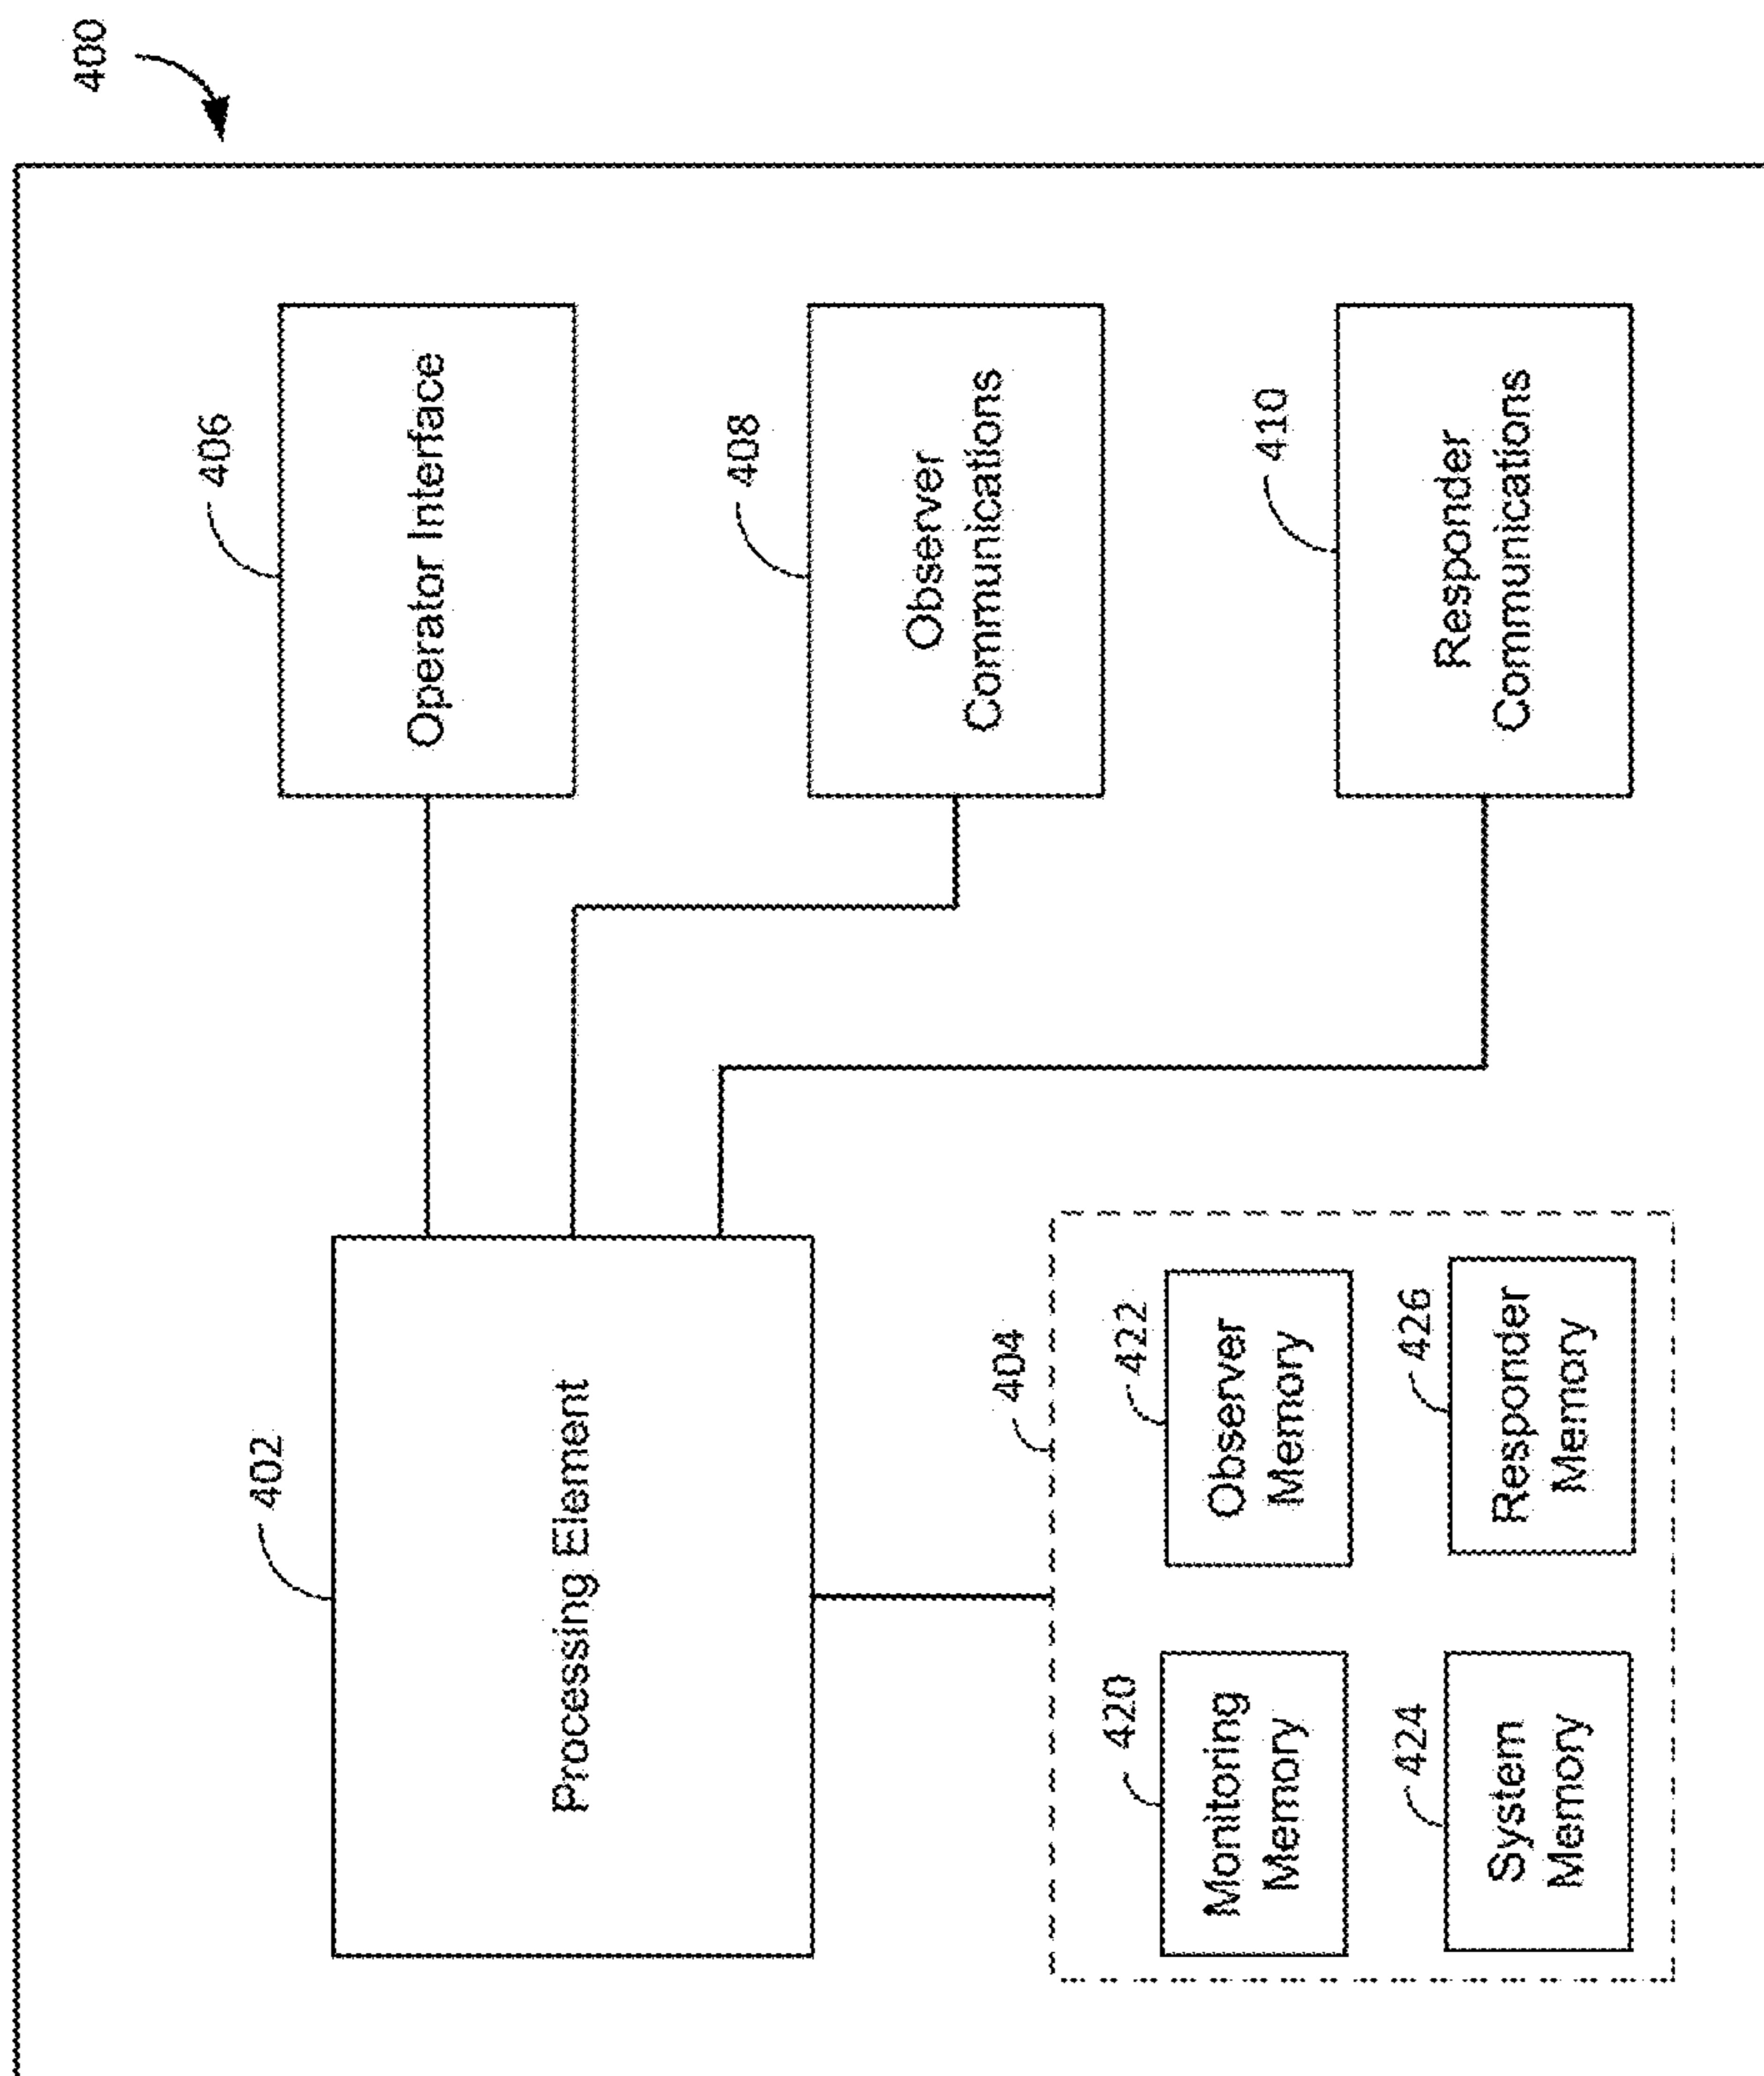 400
402
Processing Element
406
Operator Interface
408
Observer
Communications
410
Responder
Communications
404
420
Monitoring
Memory
422
Observer
Memory
424
System
Memory
426
Responder
Memory